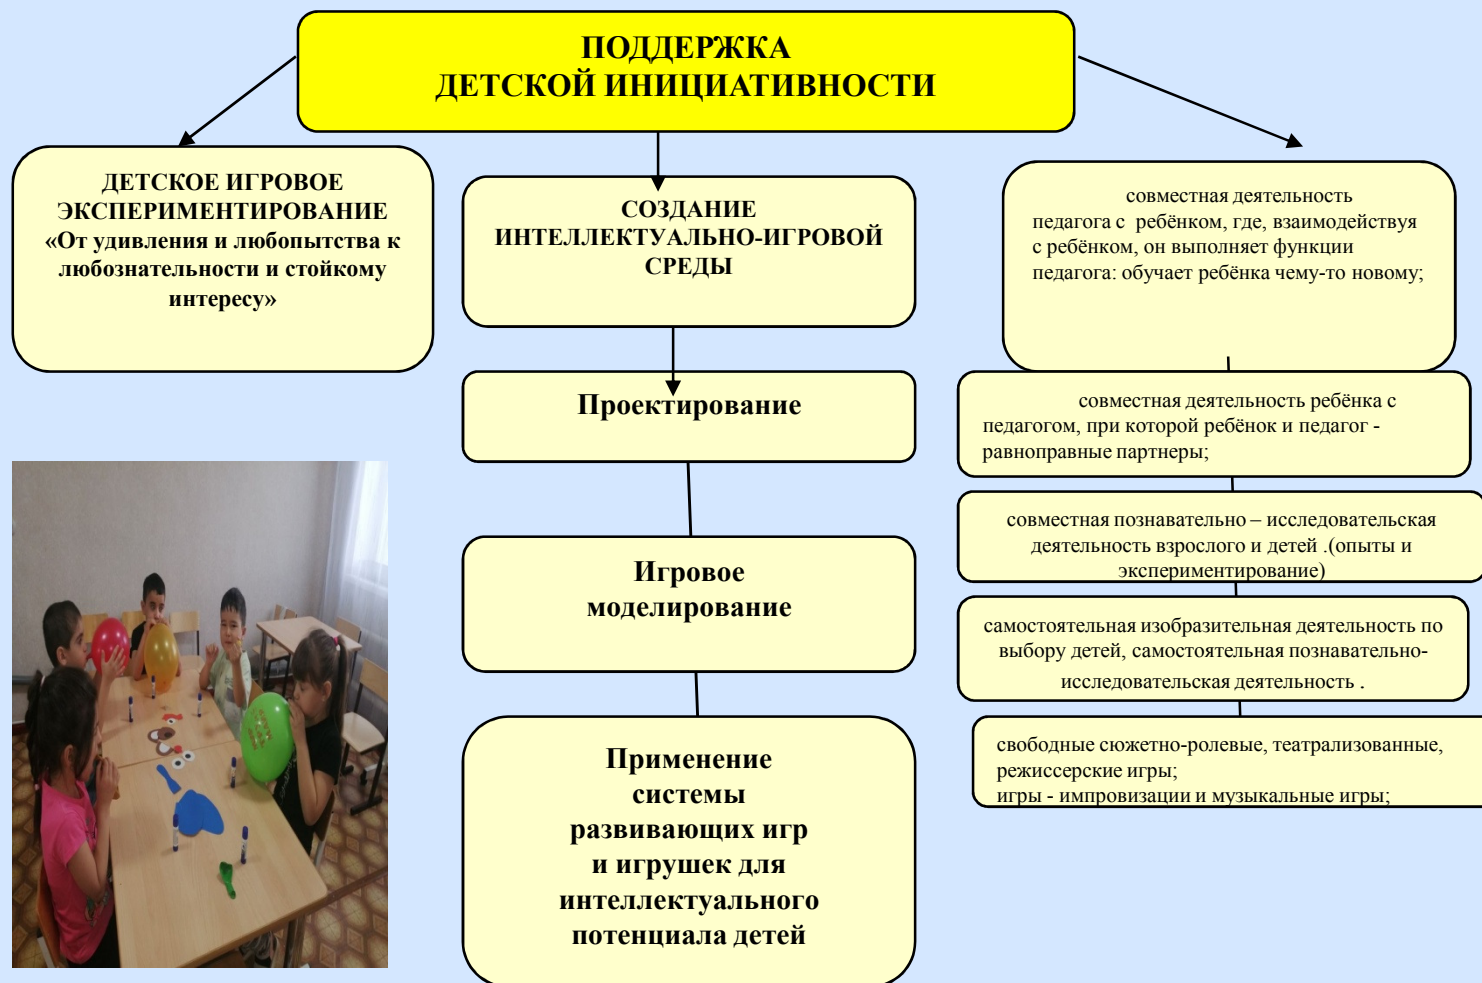 ПОДДЕРЖКА
ДЕТСКОЙ ИНИЦИАТИВНОСТИ
ДЕТСКОЕ ИГРОВОЕ
ЭКСПЕРИМЕНТИРОВАНИЕ
«От удивления и любопытства к
любознательности и стойкому
интересу»
СОЗДАНИЕ
ИНТЕЛЛЕКТУАЛЬНО-ИГРОВОЙ
СРЕДЫ
Проектирование
Игровое
моделирование
Применение
системы
развивающих игр
и игрушек для
интеллектуального
потенциала детей
совместная деятельность
педагога с ребёнком, где, взаимодействуя
с ребёнком, он выполняет функции
педагога: обучает ребёнка чему-то новому;
совместная деятельность ребёнка с
педагогом, при которой ребёнок и педагог -
равноправные партнеры;
совместная познавательно – исследовательская
деятельность взрослого и детей .(опыты и
экспериментирование)
самостоятельная изобразительная деятельность по
выбору детей, самостоятельная познавательно-
исследовательская деятельность .
свободные сюжетно-ролевые, театрализованные,
режиссерские игры;
игры - импровизации и музыкальные игры;